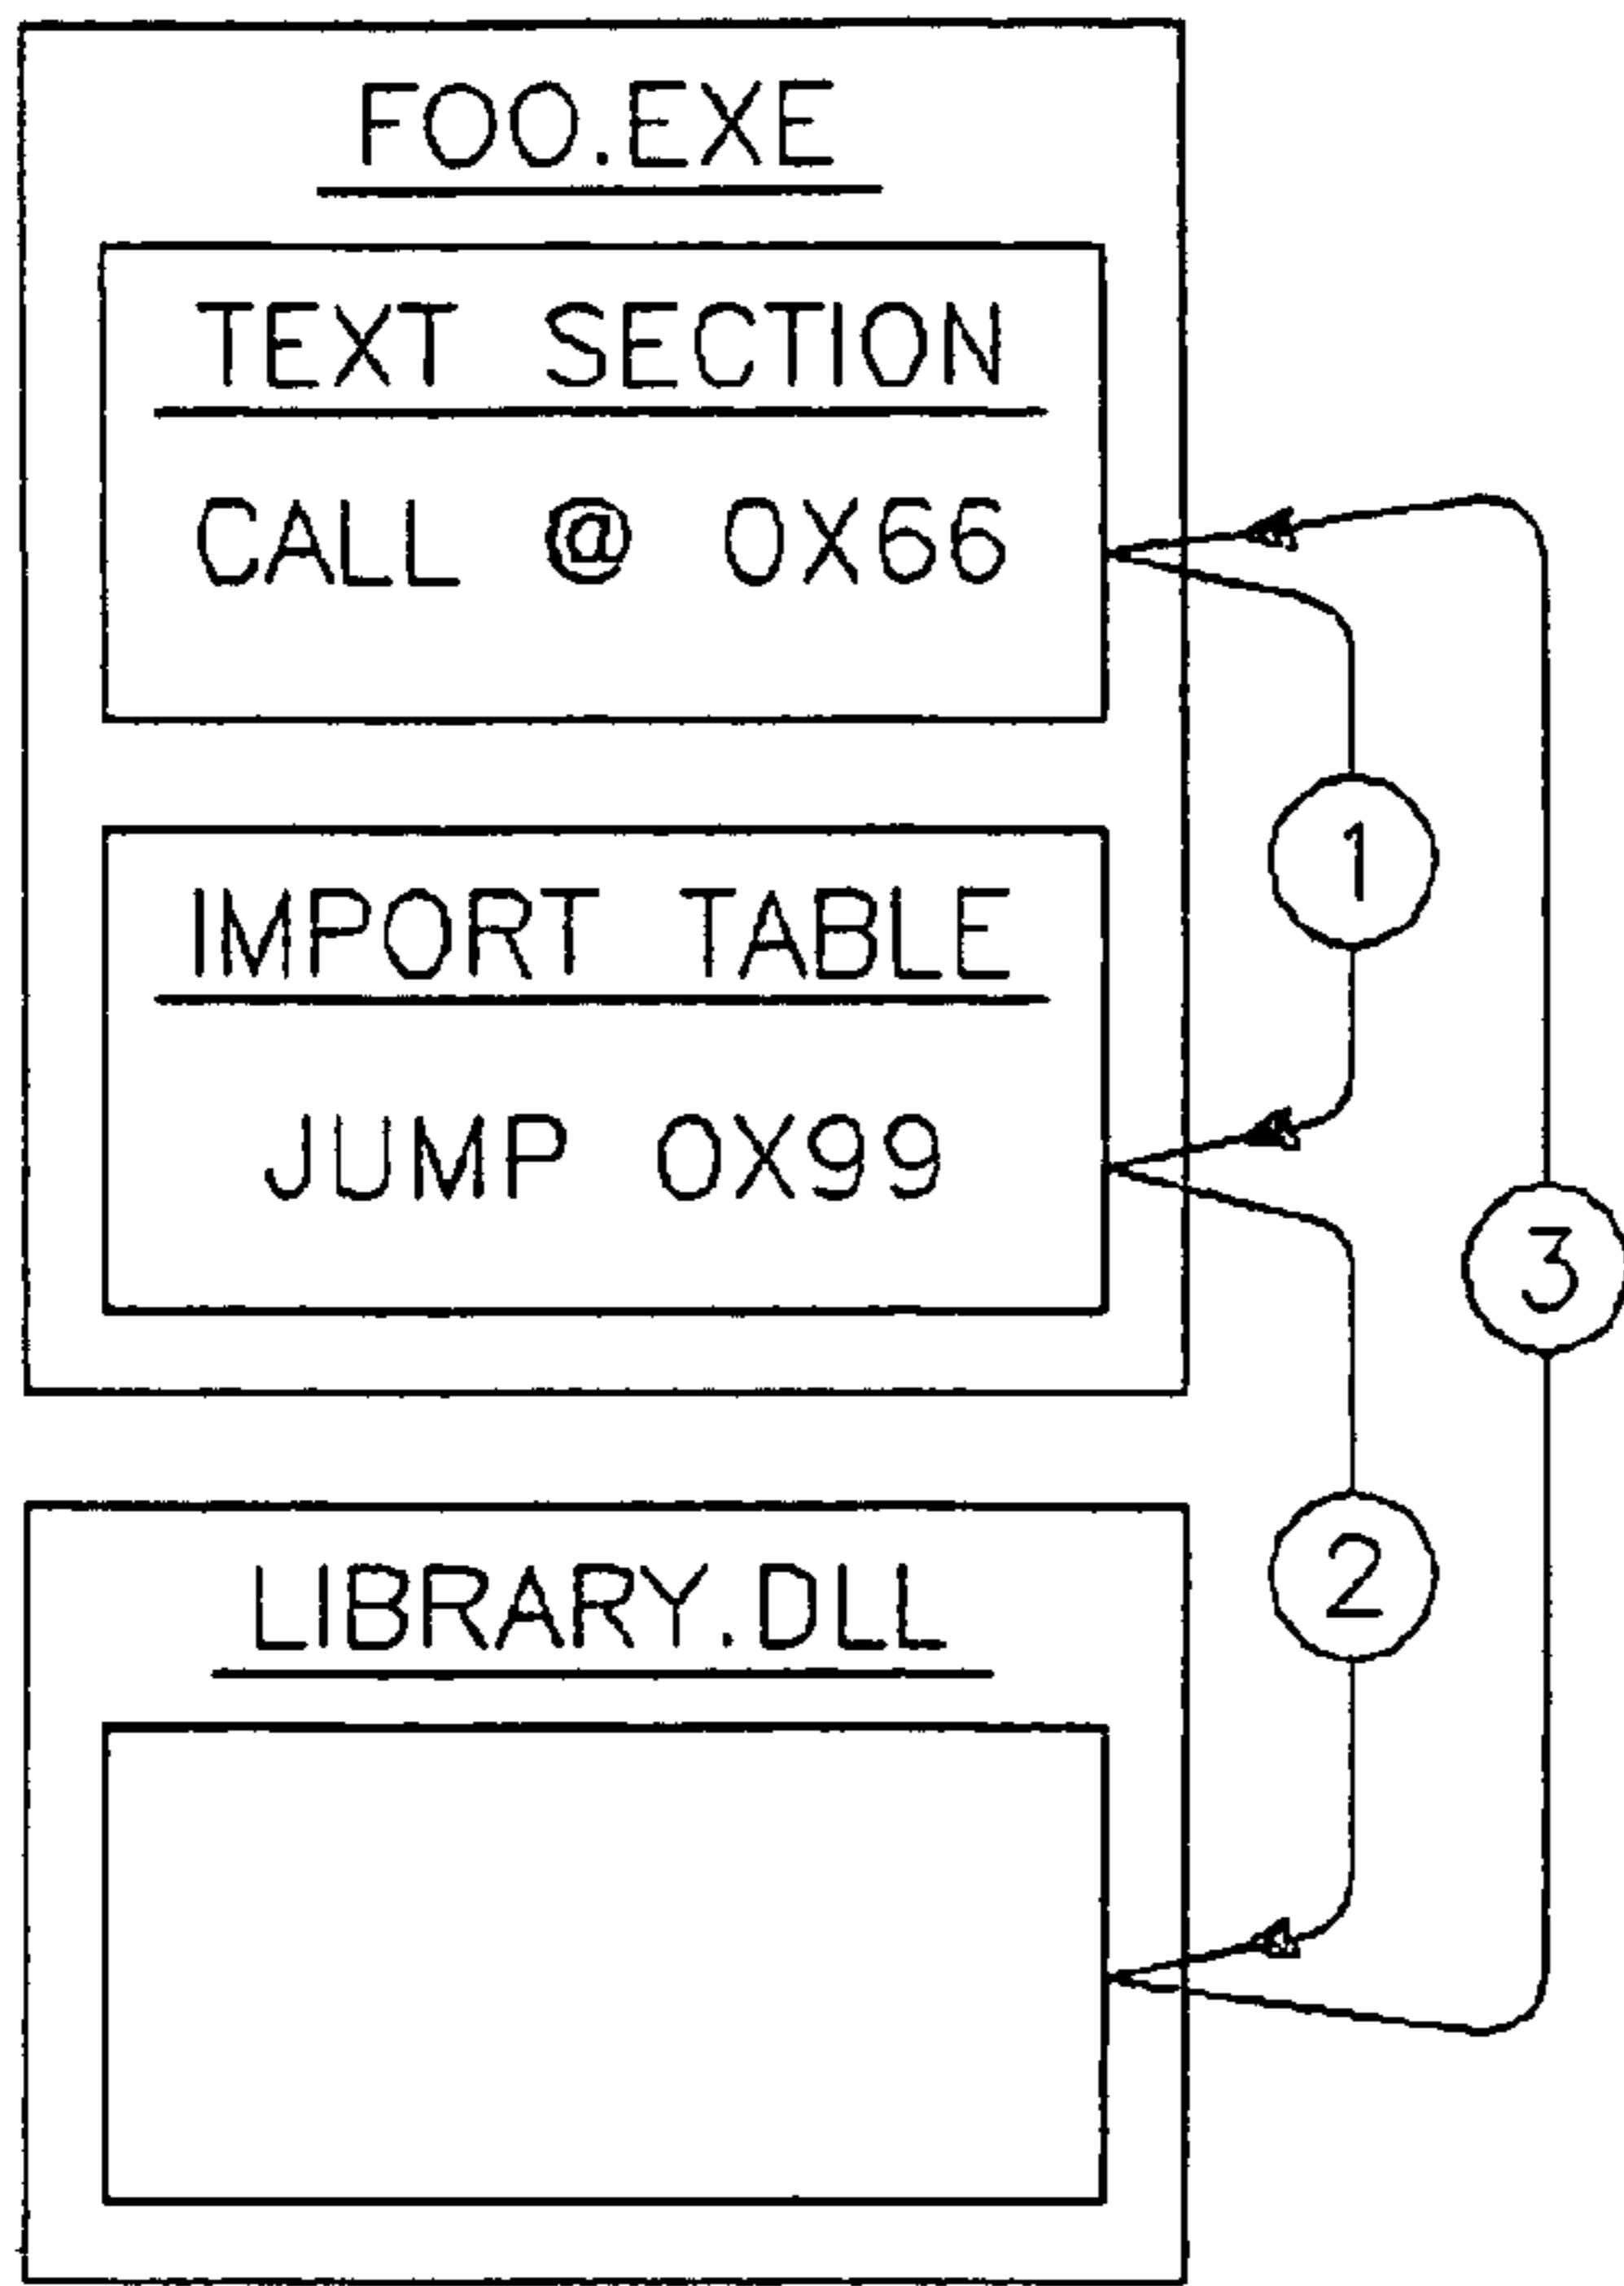 FOO.EXE
TEXT SECTION
CALL @ 0X66
1
IMPORT TABLE
JUMP 0X99
3
LIBRARY.DLL
2